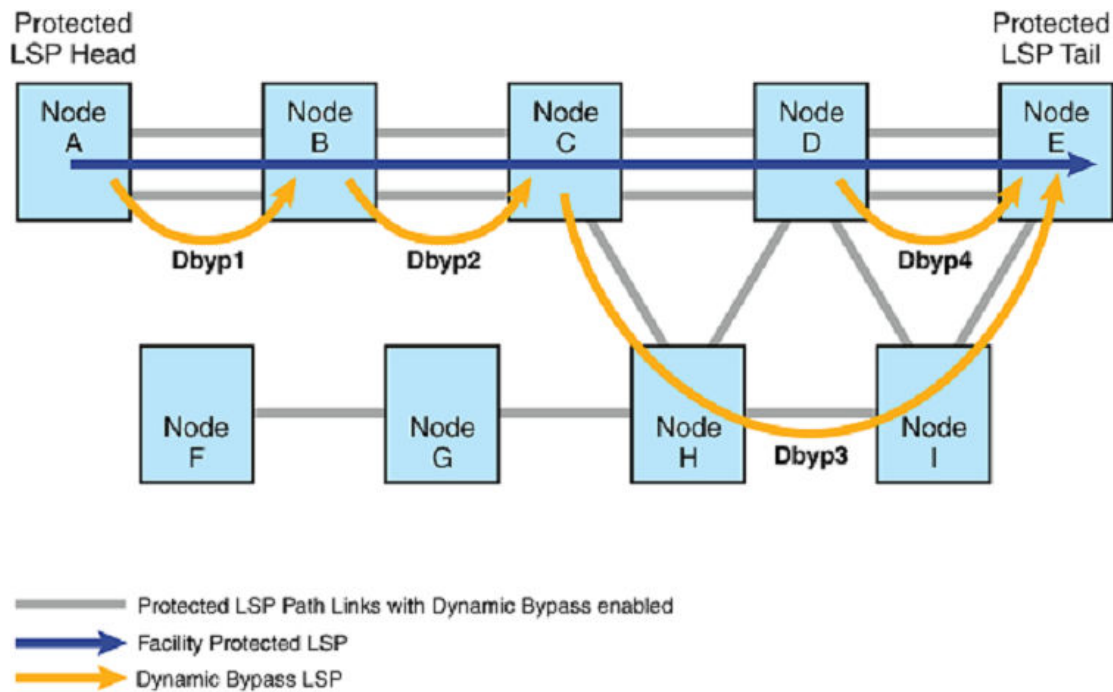 Protected
LSP Head
Protected
LSP Tail
Node
A
Node
B
Node
C
Node
D
Node
E
Dbyp1
Dbyp2
Dbyp4
Node
F
Node
G
Node
H
Node
I
Dbyp3
Protected LSP Path Links with Dynamic Bypass enabled
Facility Protected LSP
Dynamic Bypass LSP